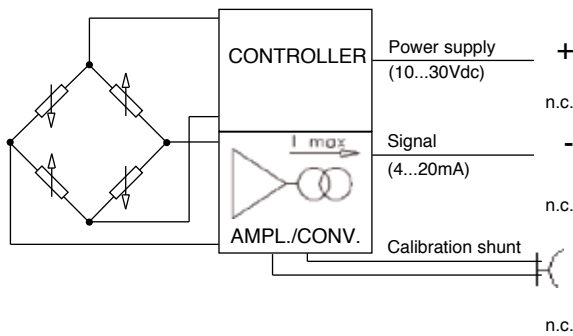 CONTROLLER
Power supply
+
(10...30Vdc)
n.c.
I max
Signal
-
(4...20mA)
n.c.
AMPL./CONV.
Calibration shunt
n.c.